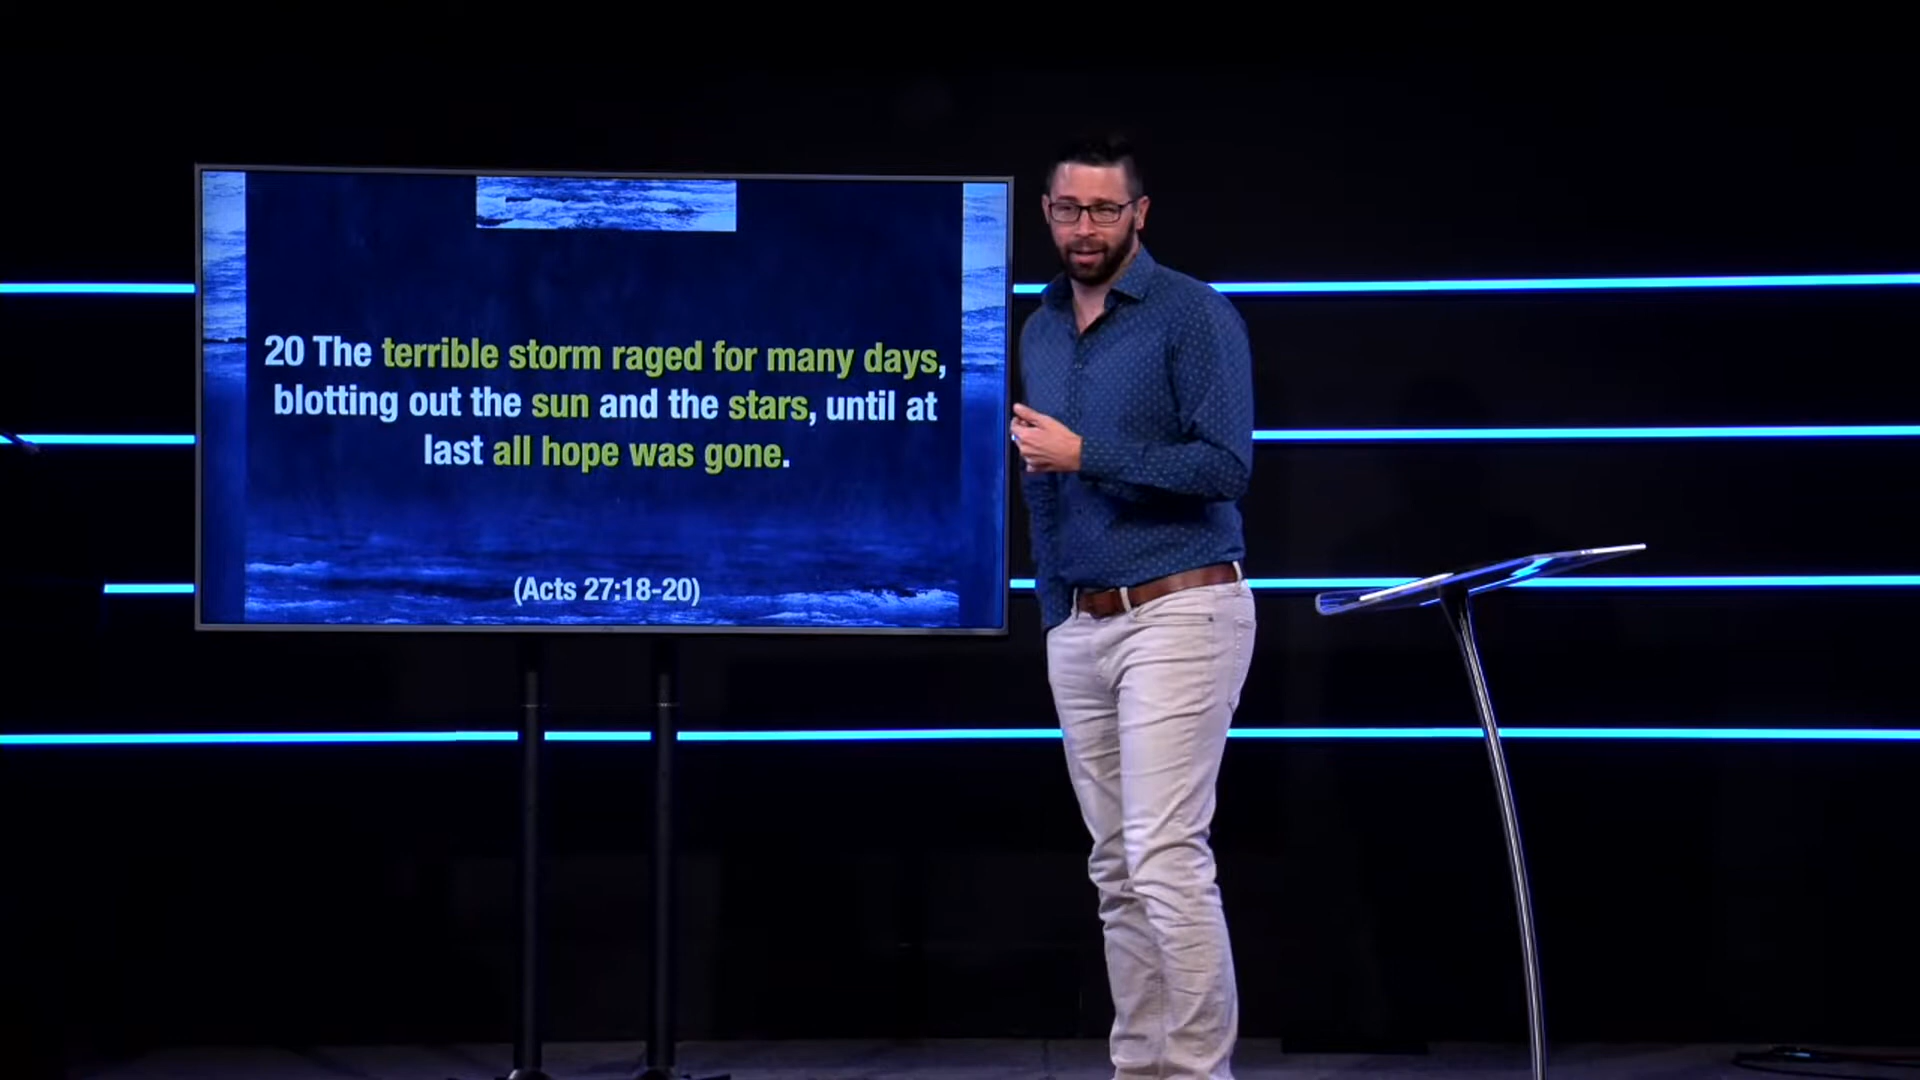 20 The terrible storm raged for many days,
blotting out the sun and the stars, until at
last all hope was gone.
(Acts 27:18-20)